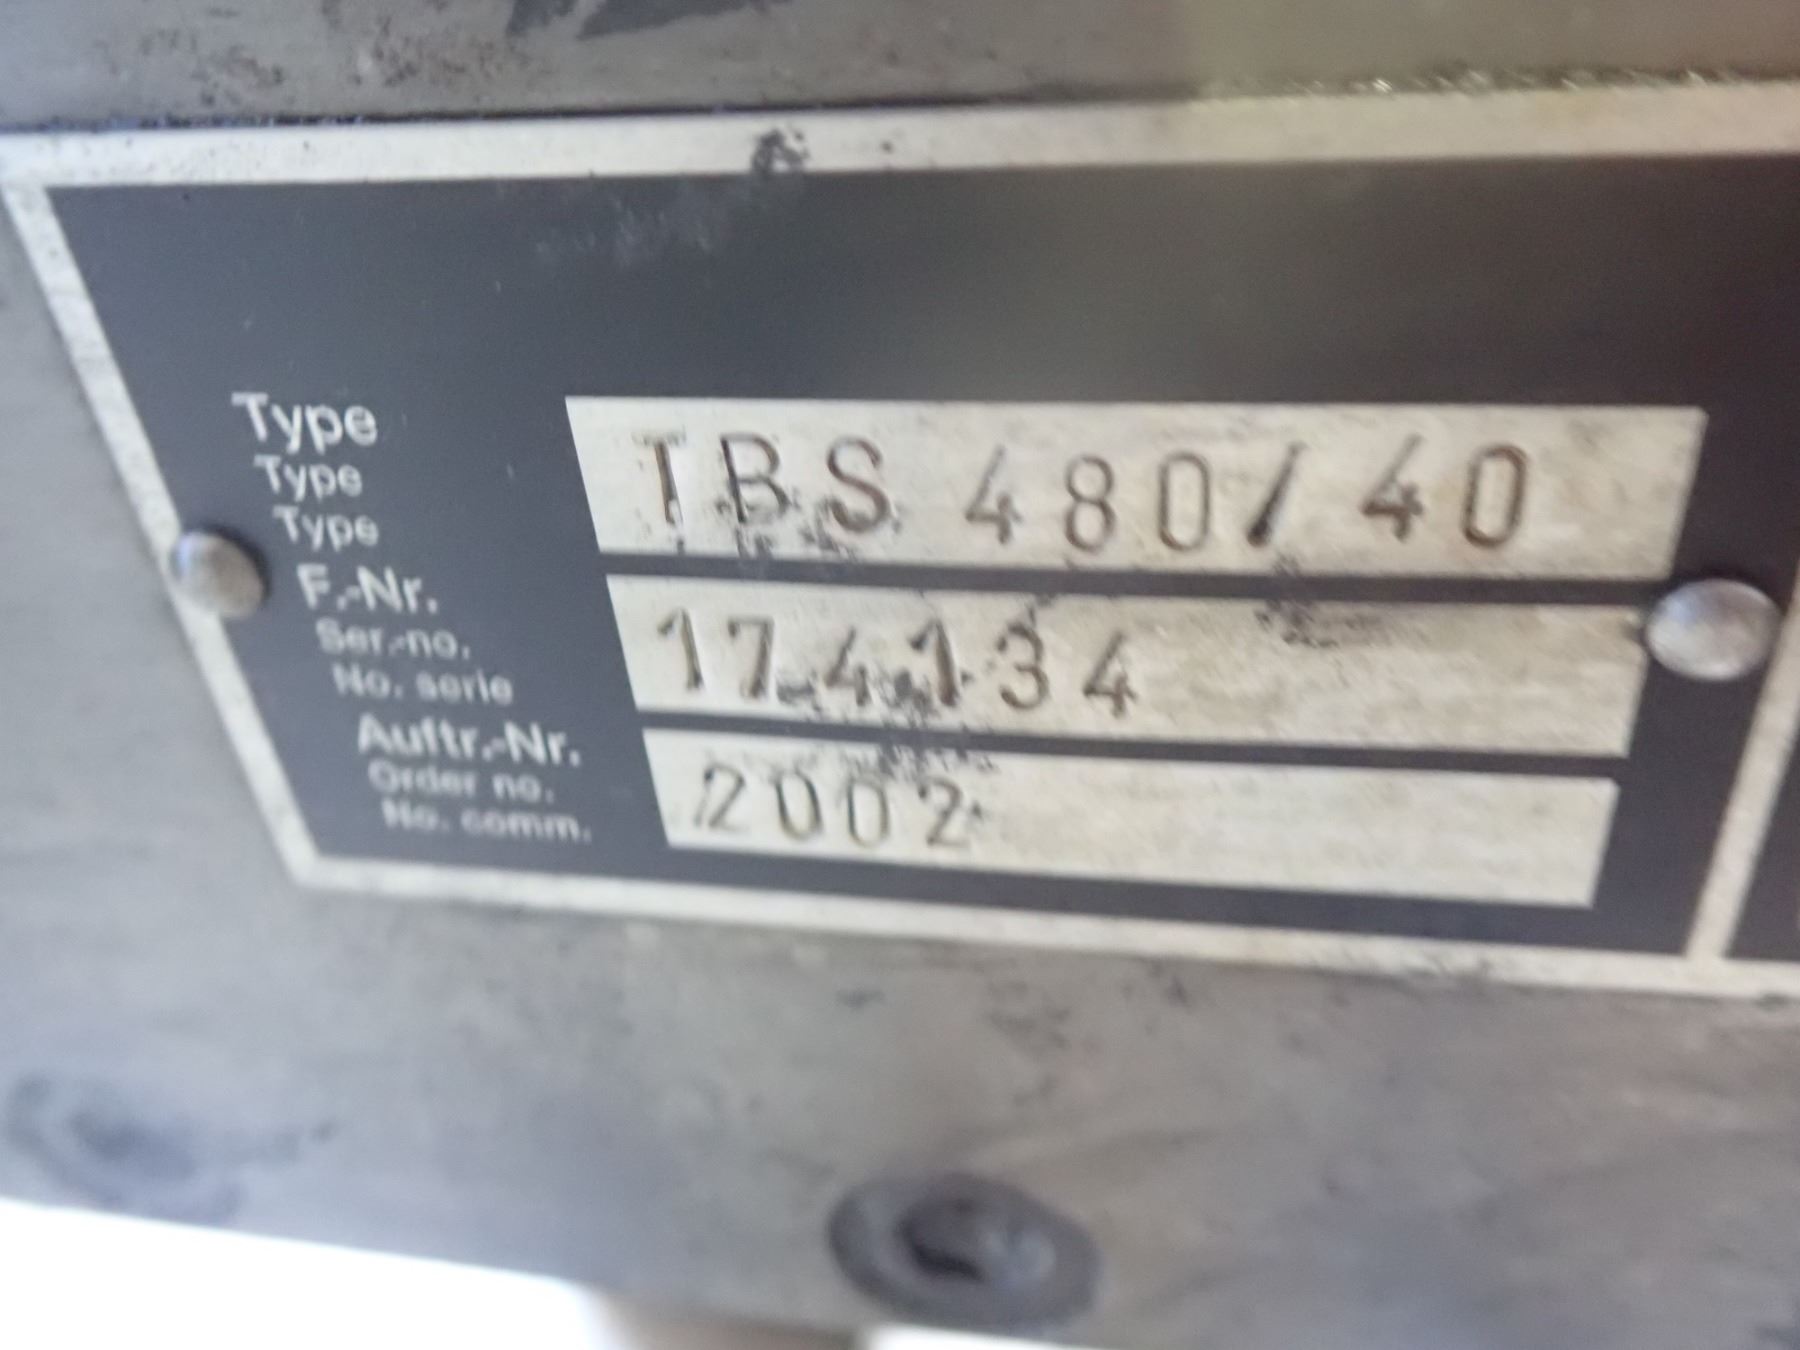 Type TBS 480/40
Type
Type
F.-Nr. 174134
Ser.-no.
No. serie
Auftr.-Nr. 2002
Order no.
No. comm.